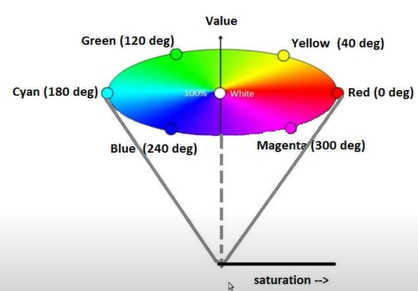 Value
Green (120 deg)
Yellow (40 deg)
Cyan (180 deg)
100%
White
Red (0 deg)
Blue (240 deg)
Magenta (300 deg)
saturation -->